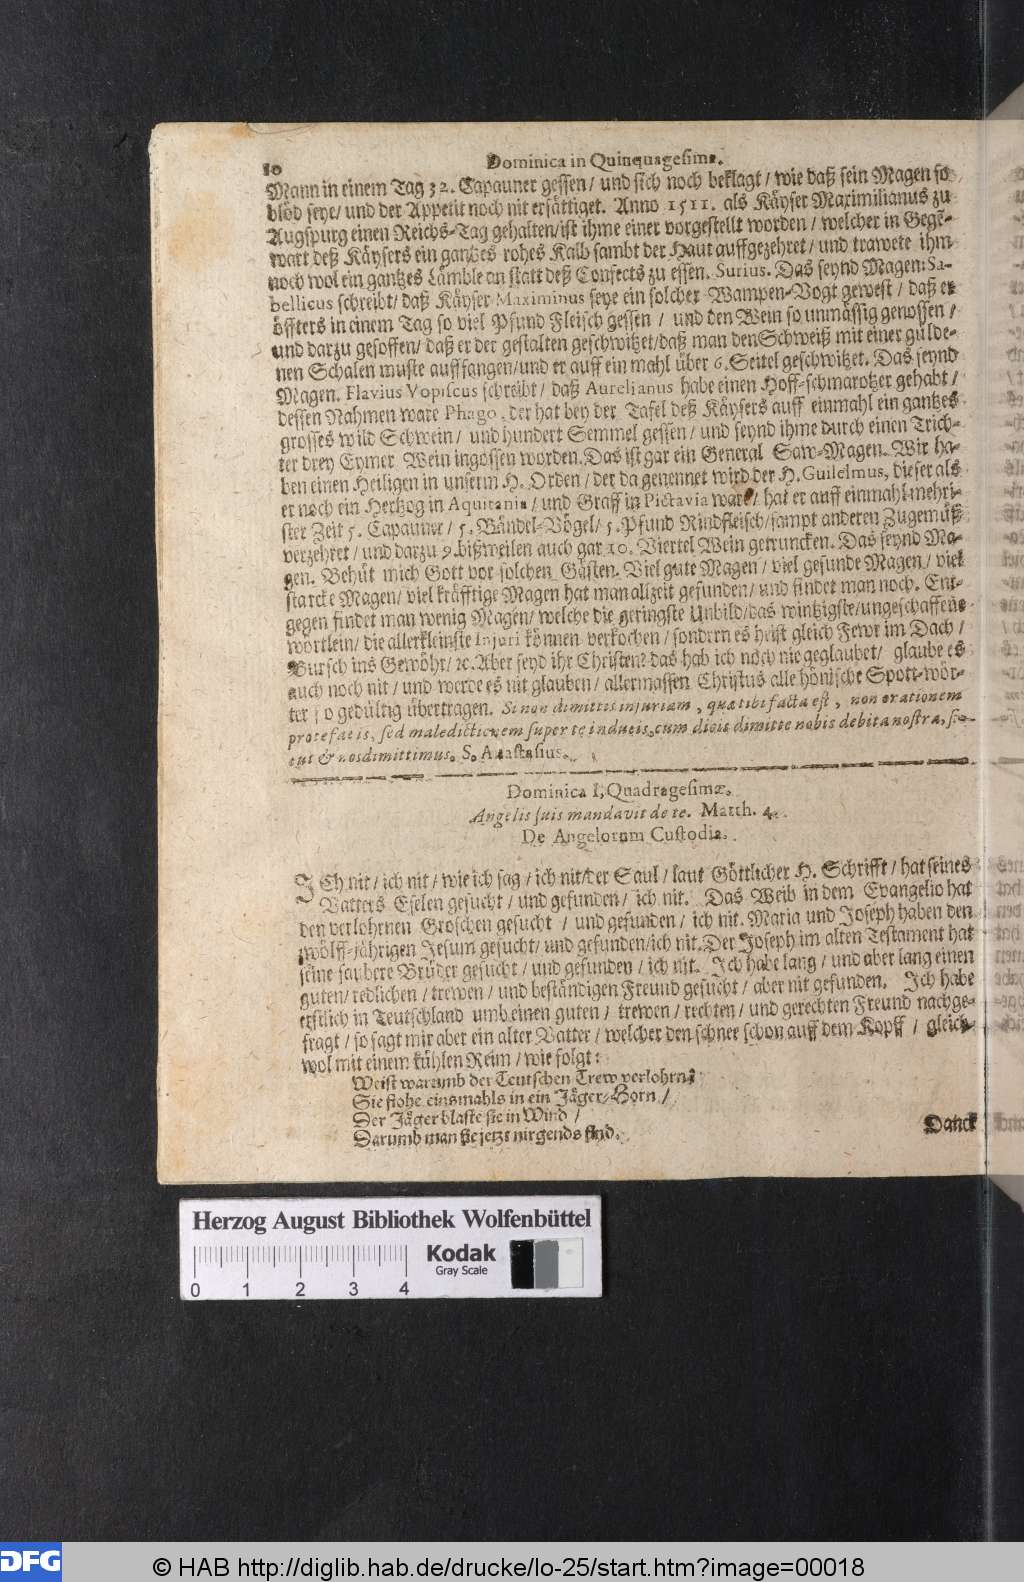 10
Dominica in Quinquagesima.
Mann in einem Tag 32. Capauner gessen / und sich noch beklagt / wie daß sein Magen so
blöd seye / und der Appetit noch nit ersättiget. Anno 1511. als Käyser Maximilianus zu
Augspurg einen Reichs-Tag gehalten / ist ihme einer vorgestellt worden / welcher in Gegē-
wart deß Käysers ein gantzes rohes Kalb sambt der Haut auffgezehret / und trawete ihm
noch wol ein gantzes Lämble an statt deß Confects zu essen. Surius. Das seynd Magen: Sa-
bellicus schreibt / daß Käyser Maximinus seye ein solcher Wampen-Vogt gewest / daß er
öffters in einem Tag so viel Pfund Fleisch gessen / und den Wein so unmässig genossen /
und darzu gesoffen / daß er der gestalten geschwitzet / daß man den Schweiß mit einer gülde-
nen Schalen muste auffangen / und er auff ein mahl über 6. Seitel geschwitzet. Das seynd
Magen. Flavius Vopiscus schreibt / daß Aurelianus habe einen Hoff-schmarotzer gehabt /
dessen Nahmen ware Phago, der hat bey der Tafel deß Käysers auff einmahl ein gantzes
grosses wild Schwein / und hundert Semmel gessen / und seynd ihme durch einen Trich-
ter drey Eymer Wein ingossen worden. Das ist gar ein General Saw-Magen. Wir ha-
ben einen Heiligen in unserm H. Orden / der da genennet wird der H. Guilelmus, dieser als
er noch ein Hertzog in Aquitania / und Graff in Pictavia ware / hat er auff einmahl mehri-
ster Zeit 5. Capauner / 5. Bändel-Vögel / 5. Pfund Rindfleisch / sampt anderen Zugemüß
verzehret / und darzu 9. bißweilen auch gar 10. Viertel Wein getruncken. Das seynd Ma-
gen. Behüt mich Gott vor solchen Gästen. Viel gute Magen / viel gesunde Magen / viel
starcke Magen / viel kräfftige Magen hat man allzeit gefunden / und findet man noch. Ent-
gegen findet man wenig Magen / welche die geringste Unbild / das wintzigste / ungeschaffene
wörtlein / die allerkleinste Injuri können verkochen / sondern es heist gleich Fewr im Dach /
Bursch ins Gewöhr / ꝛc. Aber seyd ihr Christen? das hab ich noch nie geglaubet / glaube es
auch noch nit / und werde es nit glauben / allermassen Christus alle hönische Spott-wör-
ter so gedültig übertragen. Si non dimittis injuriam, quæ tibi facta est, non orationem
pro te facis, sed maledictionem super te inducis, cum dicis dimitte nobis debita nostra, si-
cut & nos dimittimus. S. Anastasius.
Dominica I. Quadragesimæ.
Angelis suis mandavit de te. Matth. 4.
De Angelorum Custodia.
ICh nit / ich nit / wie ich sag / ich nit / der Saul / laut Göttlicher H. Schrifft / hat seines
Vatters Eselen gesucht / und gefunden / ich nit. Das Weib in dem Evangelio hat
den verlohrnen Groschen gesucht / und gefunden / ich nit. Maria und Joseph haben den
zwölff-jährigen Jesum gesucht / und gefunden / ich nit. Der Joseph im alten Testament hat
seine saubere Brüder gesucht / und gefunden / ich nit. Ich habe lang / und aber lang einen
guten / redlichen / trewen / und beständigen Freund gesucht / aber nit gefunden. Ich habe
erstlich in Teutschland umb einen guten / trewen / rechten / und gerechten Freund nachge-
fragt / so sagt mir aber ein alter Vatter / welcher den schnee schon auff dem Kopff / gleich-
wol mit einem kühlen Reim / wie folgt:
Weist warumb der Teutschen Trew verlohrn?
Sie flohe einsmahls in ein Jäger-Horn /
Der Jäger blaste sie in Wind /
Darumb man sie jetzt nirgends find.
Danck
Herzog August Bibliothek Wolfenbüttel
Kodak
Gray Scale
0 1 2 3 4
DFG
© HAB http://diglib.hab.de/drucke/lo-25/start.htm?image=00018